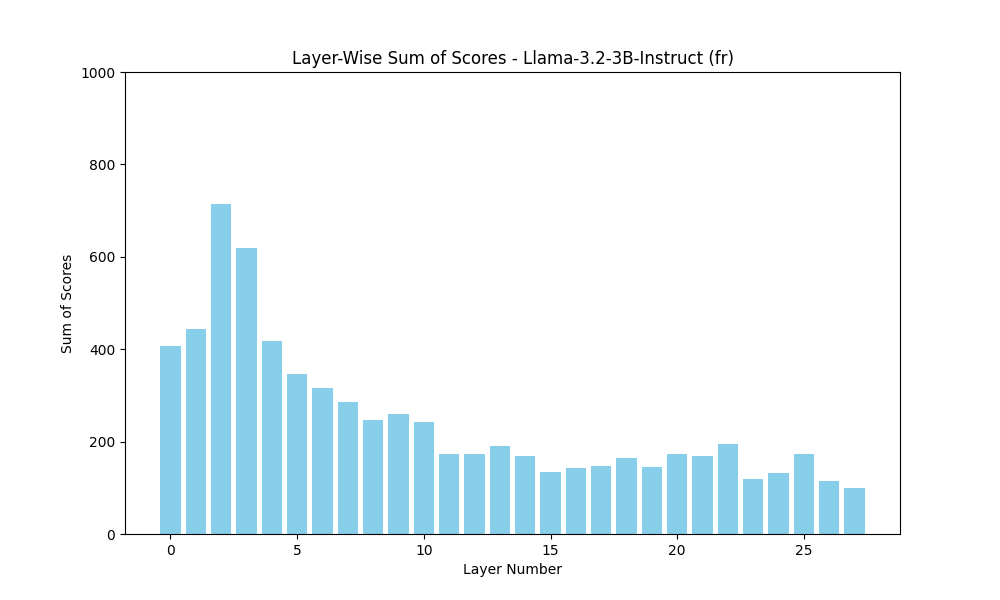 Layer-Wise Sum of Scores - Llama-3.2-3B-Instruct (fr)
1000
800
600
400
200
0
Sum of Scores
0 5 10 15 20 25
Layer Number